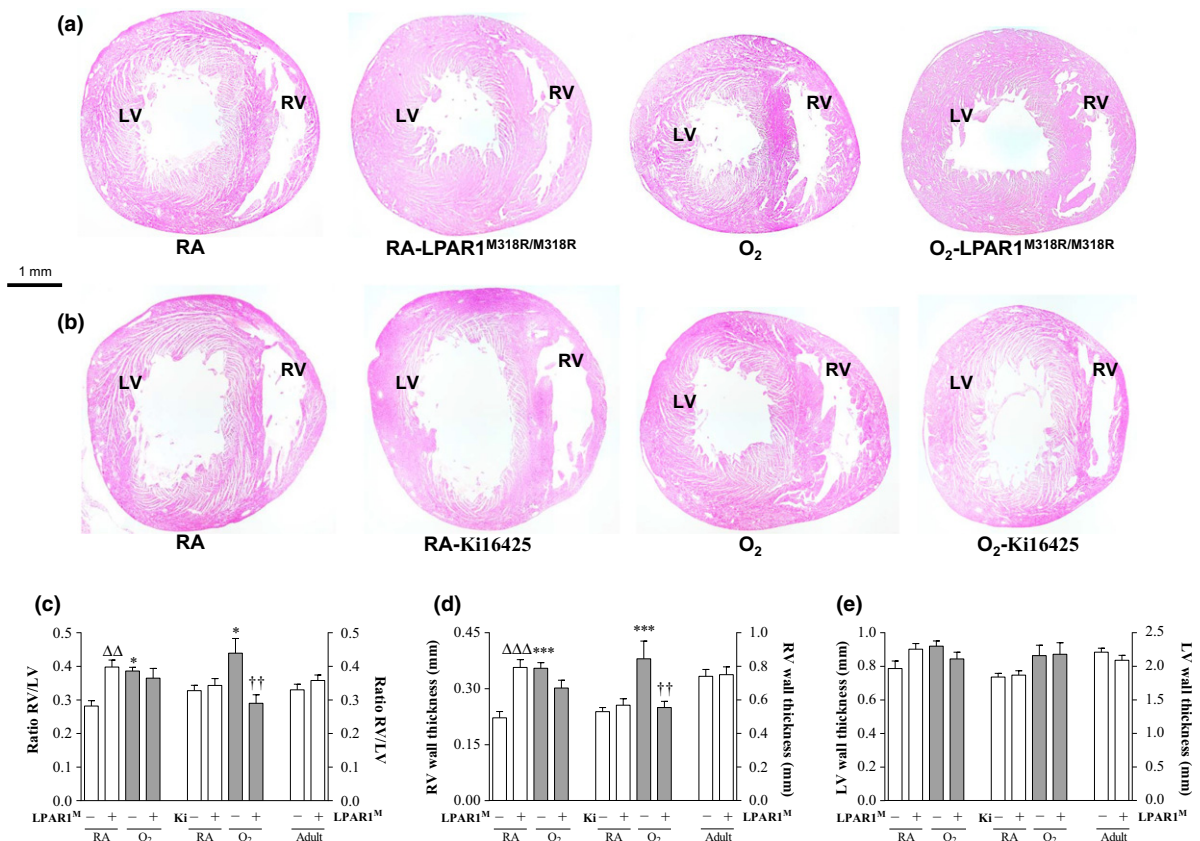 (a)
LV
RV
LV
RV
LV
RV
LV
RV
RA
RA-LPAR1M318R/M318R
O2
O2-LPAR1M318R/M318R
1 mm
(b)
LV
RV
LV
RV
LV
RV
LV
RV
RA
RA-Ki16425
O2
O2-Ki16425
(c)
Ratio RV/LV
0.5
0.4
0.3
0.2
0.1
0.0
ΔΔ
*
*
††
0.5
0.4
0.3
0.2
0.1
0.0
Ratio RV/LV
LPAR1M − + − + Ki − + − + − + LPAR1M
RA O2 RA O2 Adult
(d)
RV wall thickness (mm)
0.45
0.30
0.15
0.00
ΔΔΔ
***
***
††
1.0
0.8
0.6
0.4
0.2
0.0
RV wall
thickness (mm)
LPAR1M − + − + Ki − + − + − + LPAR1M
RA O2 RA O2 Adult
(e)
LV wall thickness (mm)
1.0
0.8
0.6
0.4
0.2
0.0
2.5
2.0
1.5
1.0
0.5
0.0
LV wall thickness
(mm)
LPAR1M − + − + Ki − + − + − + LPAR1M
RA O2 RA O2 Adult